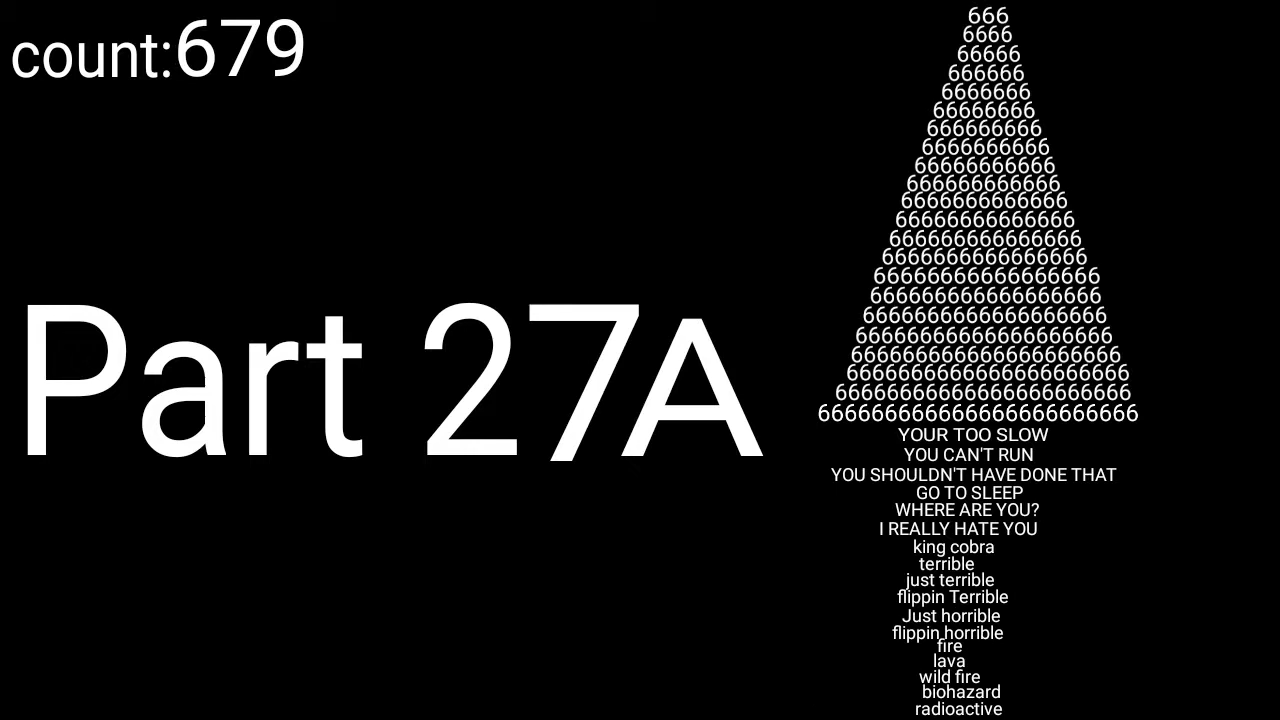 count:679
Part 27A
666
6666
66666
666666
6666666
66666666
666666666
6666666666
66666666666
666666666666
6666666666666
66666666666666
666666666666666
6666666666666666
66666666666666666
666666666666666666
6666666666666666666
66666666666666666666
666666666666666666666
6666666666666666666666
66666666666666666666666
666666666666666666666666
YOUR TOO SLOW
YOU CAN'T RUN
YOU SHOULDN'T HAVE DONE THAT
GO TO SLEEP
WHERE ARE YOU?
I REALLY HATE YOU
king cobra
terrible
just terrible
flippin Terrible
Just horrible
flippin horrible
fire
lava
wild fire
biohazard
radioactive